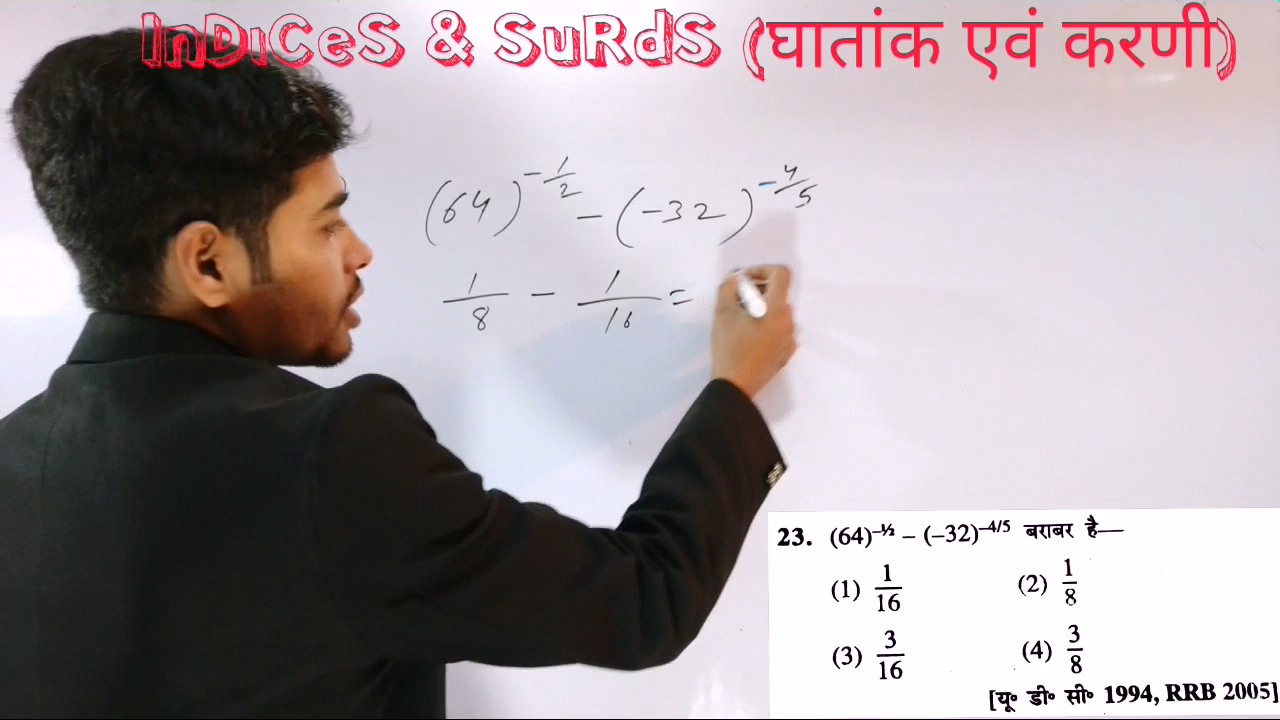 InDiCeS & SuRdS (घातांक एवं करणी)
(64)^-1/2 - (-32)^-4/5
1/8 - 1/16 =
23. (64)^–½ – (–32)^–4/5 बराबर है—
(1) 1/16 (2) 1/8
(3) 3/16 (4) 3/8
[यू॰ डी॰ सी॰ 1994, RRB 2005]